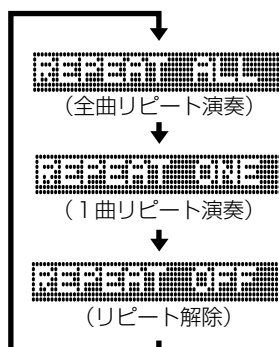 REPEAT ALL
(全曲リピート演奏)
REPEAT ONE
(1曲リピート演奏)
REPEAT OFF
(リピート解除)